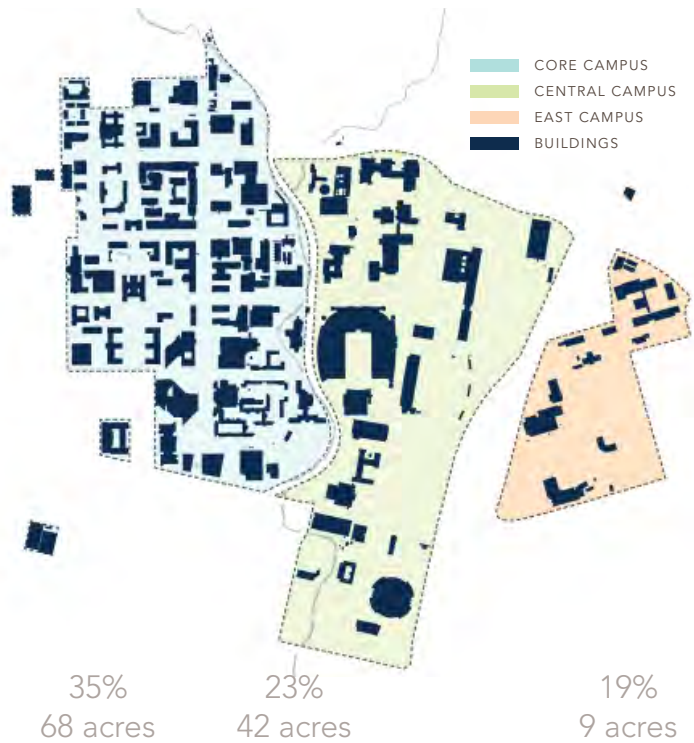 CORE CAMPUS
CENTRAL CAMPUS
EAST CAMPUS
BUILDINGS
35% 23% 19%
68 acres 42 acres 9 acres